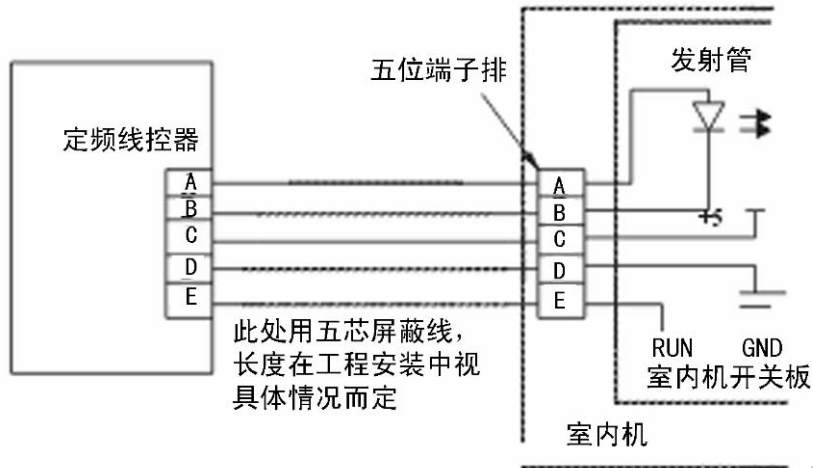 五位端子排
发射管
定频线控器
A
B
C
D
E
A
B
C
D
E
+5
此处用五芯屏蔽线，
长度在工程安装中视
具体情况而定
RUN
GND
室内机开关板
室内机